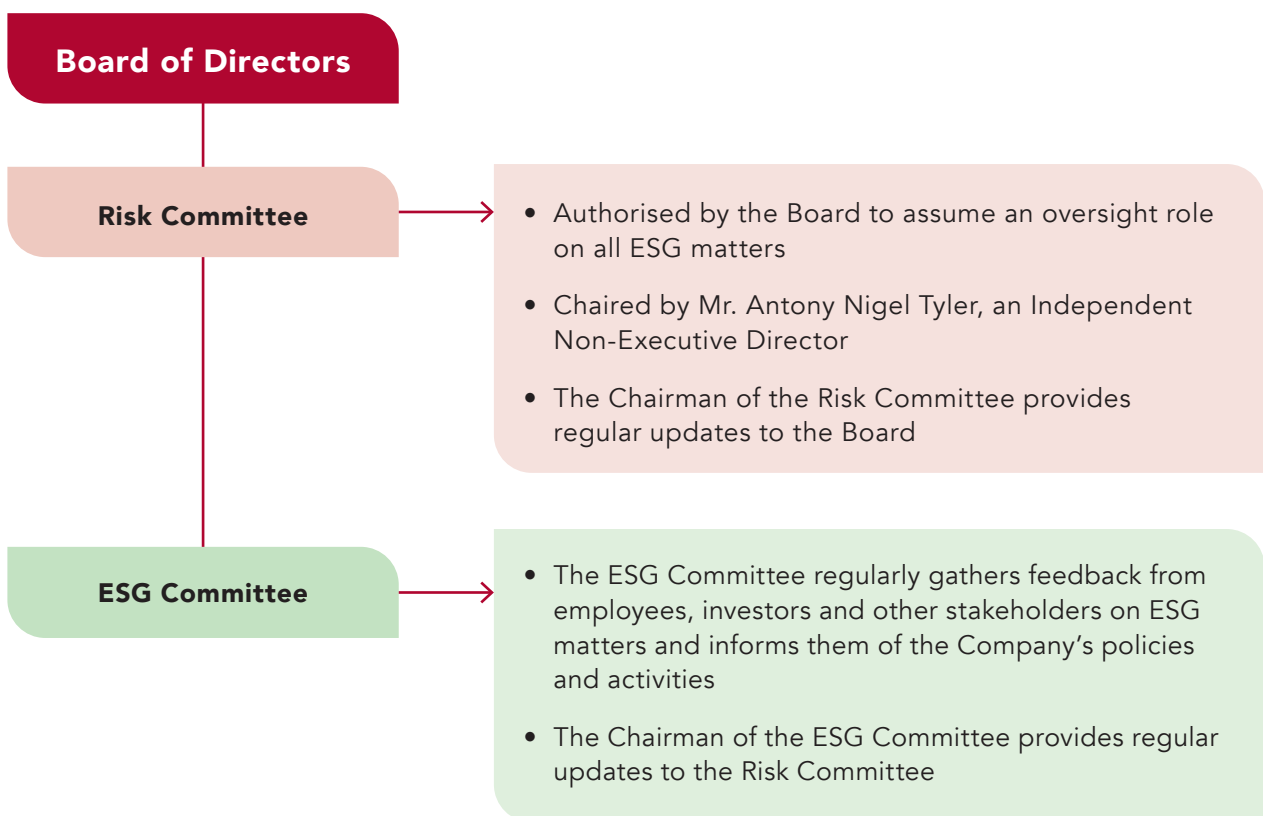 Board of Directors
Risk Committee
• Authorised by the Board to assume an oversight role
on all ESG matters
• Chaired by Mr. Antony Nigel Tyler, an Independent
Non-Executive Director
• The Chairman of the Risk Committee provides
regular updates to the Board
ESG Committee
• The ESG Committee regularly gathers feedback from
employees, investors and other stakeholders on ESG
matters and informs them of the Company’s policies
and activities
• The Chairman of the ESG Committee provides regular
updates to the Risk Committee